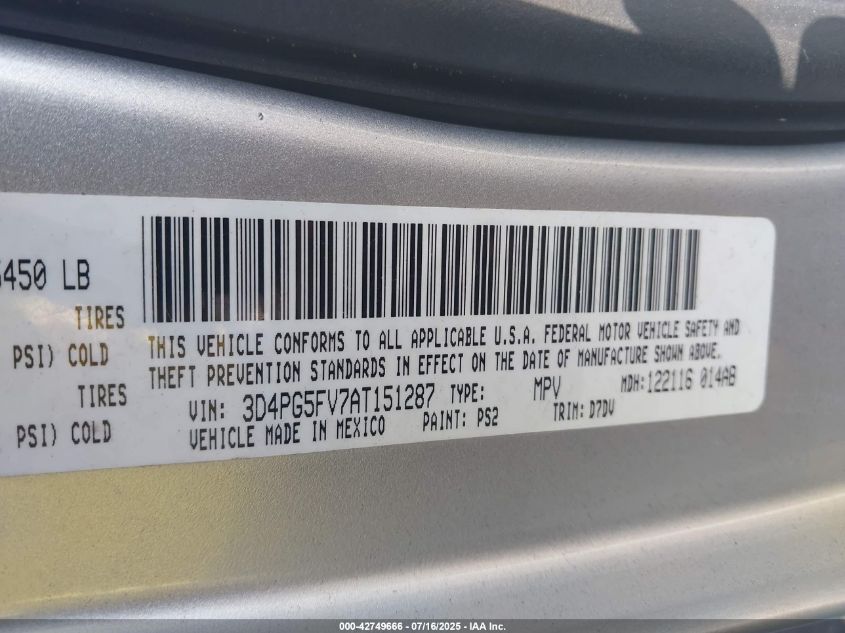 450 LB
TIRES
PSI) COLD
TIRES
PSI) COLD
THIS VEHICLE CONFORMS TO ALL APPLICABLE U.S.A. FEDERAL MOTOR VEHICLE SAFETY AND
THEFT PREVENTION STANDARDS IN EFFECT ON THE DATE OF MANUFACTURE SHOWN ABOVE.
VIN: 3D4PG5FV7AT151287 TYPE: MPV MDH:122116 014AB
VEHICLE MADE IN MEXICO PAINT: PS2 TRIM: D7DV
000-42749666 - 07/16/2025 - IAA Inc.